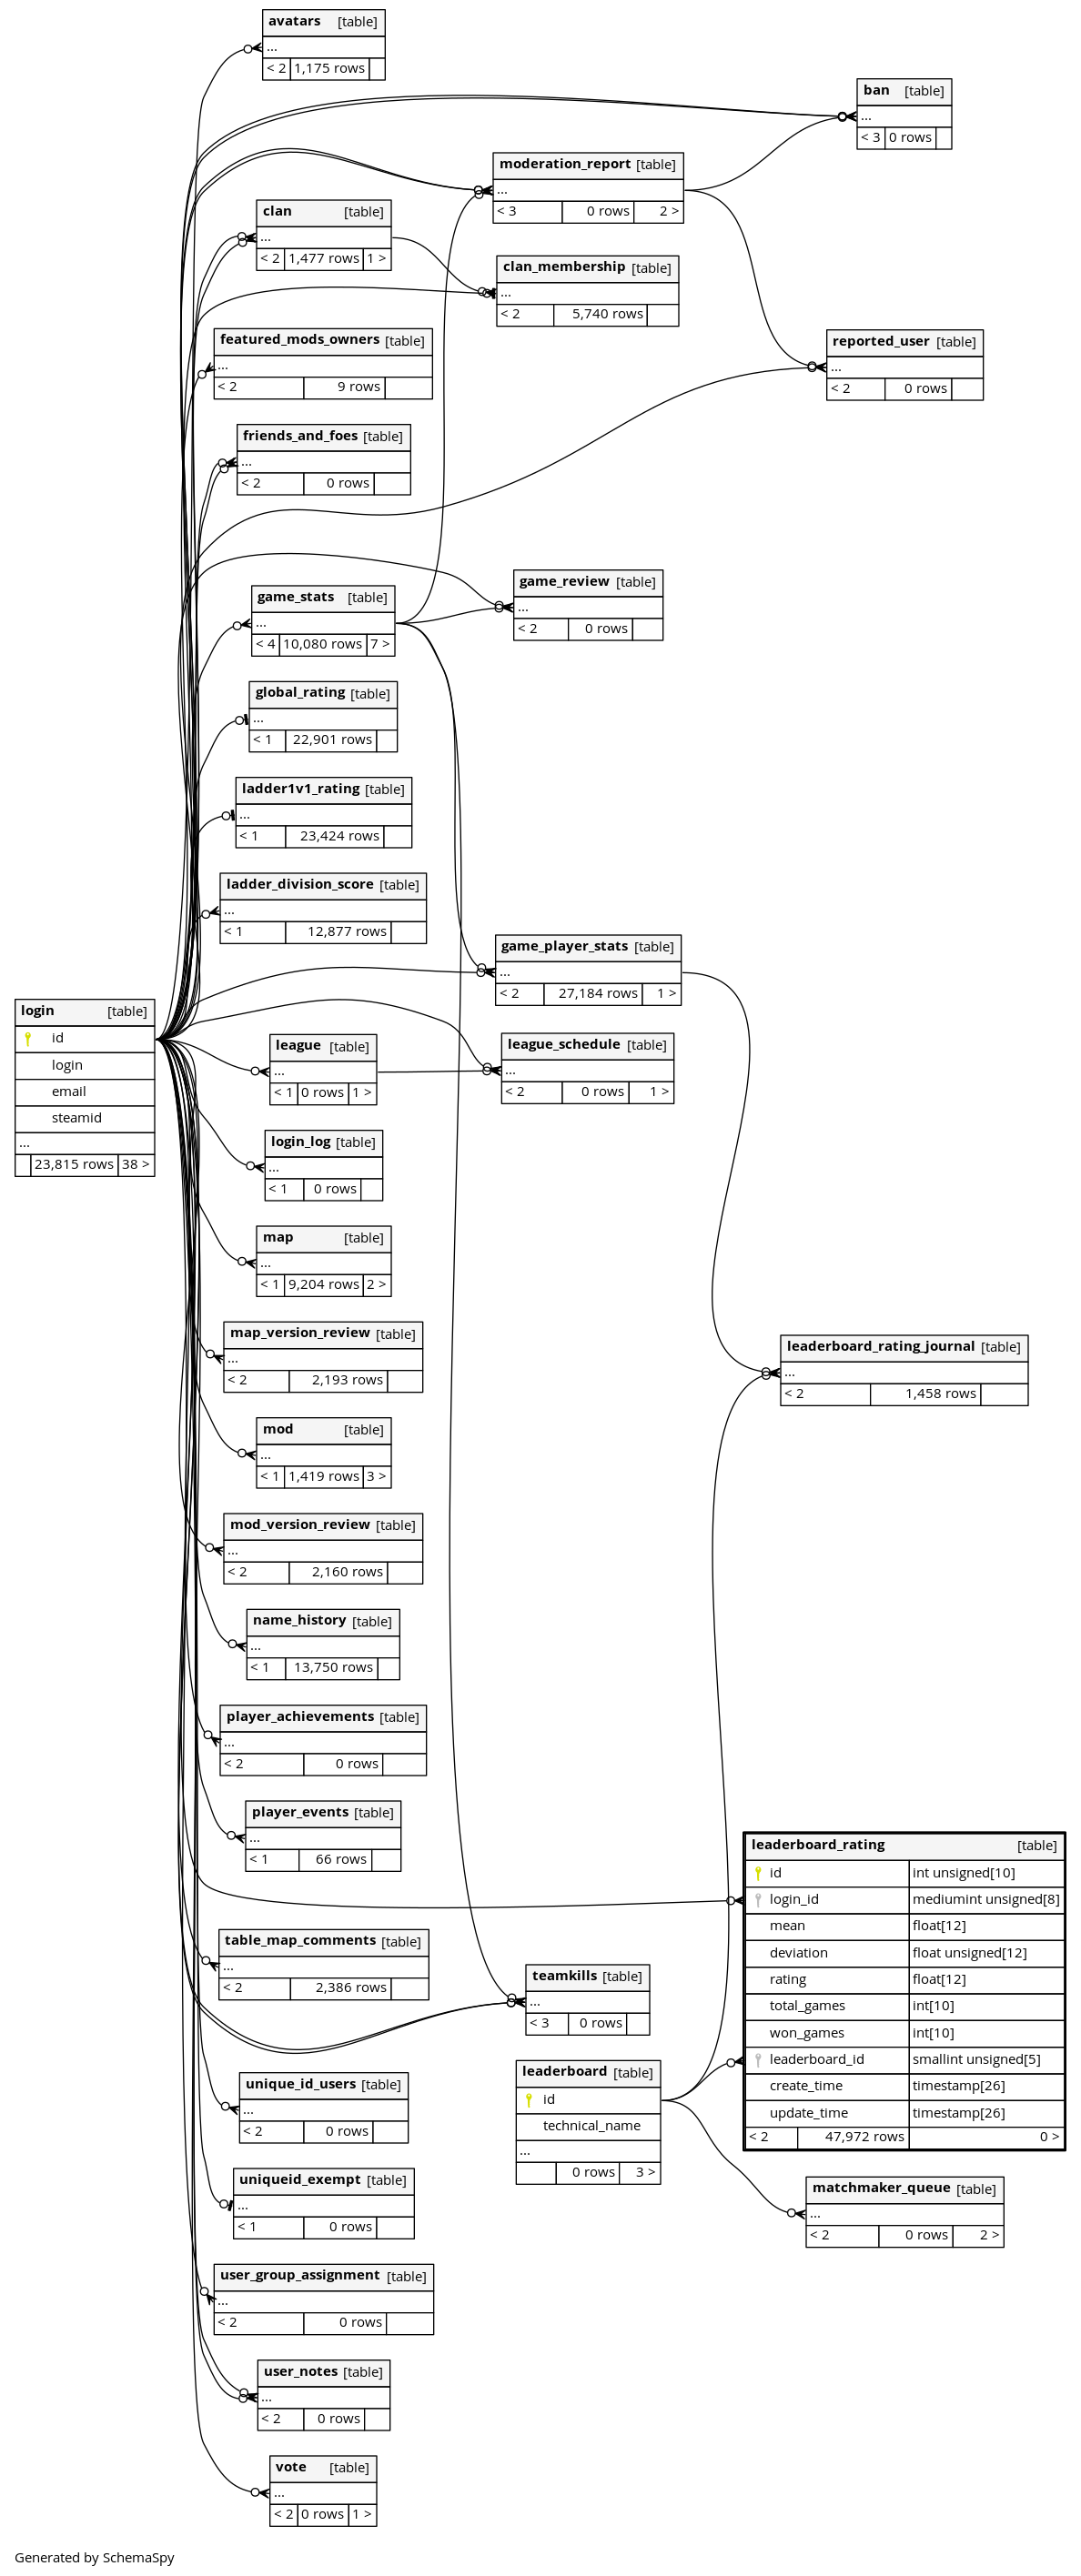 avatars [table]
...
< 2 1,175 rows
ban [table]
...
< 3 0 rows
moderation_report [table]
...
< 3 0 rows 2 >
clan [table]
...
< 2 1,477 rows 1 >
clan_membership [table]
...
< 2 5,740 rows
featured_mods_owners [table]
...
< 2 9 rows
reported_user [table]
...
< 2 0 rows
friends_and_foes [table]
...
< 2 0 rows
game_review [table]
...
< 2 0 rows
game_stats [table]
...
< 4 10,080 rows 7 >
global_rating [table]
...
< 1 22,901 rows
ladder1v1_rating [table]
...
< 1 23,424 rows
ladder_division_score [table]
...
< 1 12,877 rows
game_player_stats [table]
...
< 2 27,184 rows 1 >
login [table]
id
login
email
steamid
...
23,815 rows 38 >
league [table]
...
< 1 0 rows 1 >
league_schedule [table]
...
< 2 0 rows 1 >
login_log [table]
...
< 1 0 rows
map [table]
...
< 1 9,204 rows 2 >
map_version_review [table]
...
< 2 2,193 rows
leaderboard_rating_journal [table]
...
< 2 1,458 rows
mod [table]
...
< 1 1,419 rows 3 >
mod_version_review [table]
...
< 2 2,160 rows
name_history [table]
...
< 1 13,750 rows
player_achievements [table]
...
< 2 0 rows
player_events [table]
...
< 1 66 rows
leaderboard_rating [table]
id int unsigned[10]
login_id mediumint unsigned[8]
mean float[12]
deviation float unsigned[12]
rating float[12]
total_games int[10]
won_games int[10]
leaderboard_id smallint unsigned[5]
create_time timestamp[26]
update_time timestamp[26]
< 2 47,972 rows 0 >
table_map_comments [table]
...
< 2 2,386 rows
teamkills [table]
...
< 3 0 rows
leaderboard [table]
id
technical_name
...
0 rows 3 >
unique_id_users [table]
...
< 2 0 rows
uniqueid_exempt [table]
...
< 1 0 rows
matchmaker_queue [table]
...
< 2 0 rows 2 >
user_group_assignment [table]
...
< 2 0 rows
user_notes [table]
...
< 2 0 rows
vote [table]
...
< 2 0 rows 1 >
Generated by SchemaSpy